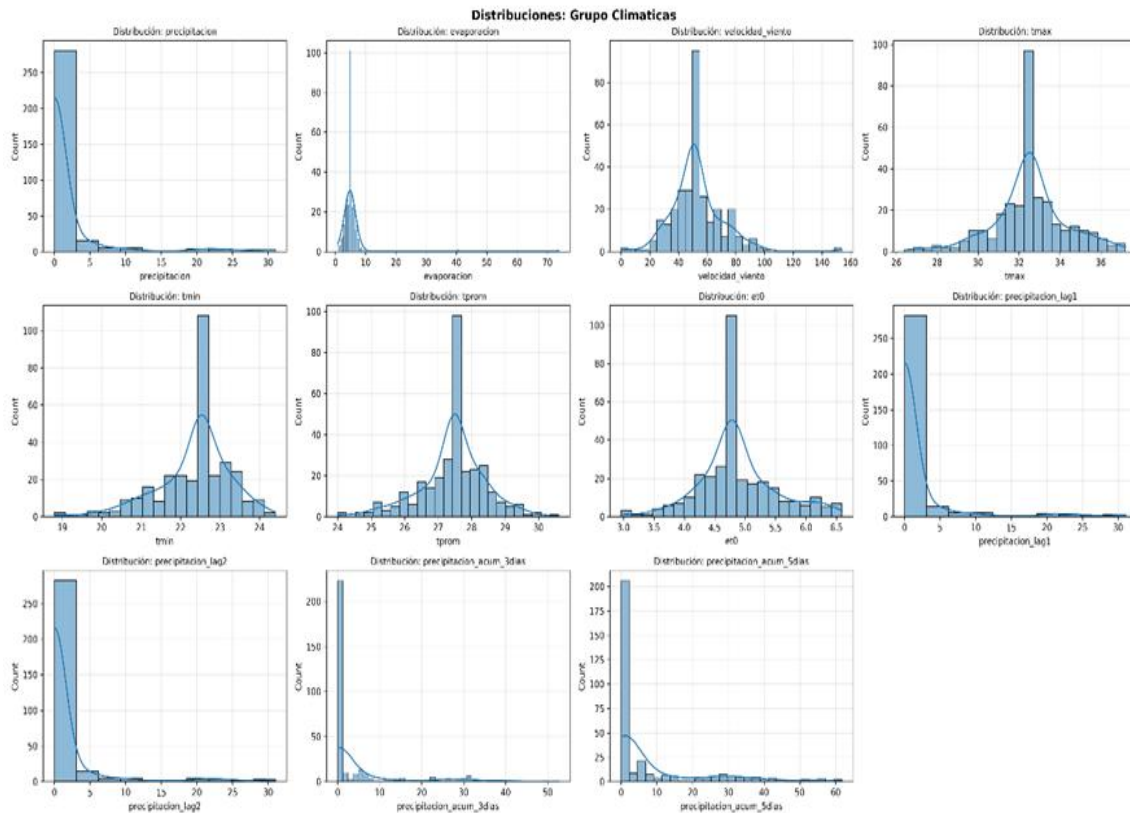 Distribuciones: Grupo Climaticas
Distribución: precipitacion
Count
250
200
150
100
50
0
0 5 10 15 20 25 30
precipitacion
Distribución: evaporacion
Count
100
80
60
40
20
0
0 10 20 30 40 50 60 70
evaporacion
Distribución: velocidad_viento
Count
80
60
40
20
0
0 20 40 60 80 100 120 140 160
velocidad_viento
Distribución: tmax
Count
100
80
60
40
20
0
26 28 30 32 34 36
tmax
Distribución: tmin
Count
100
80
60
40
20
0
19 20 21 22 23 24
tmin
Distribución: tprom
Count
100
80
60
40
20
0
24 25 26 27 28 29 30
tprom
Distribución: et0
Count
100
80
60
40
20
0
3.0 3.5 4.0 4.5 5.0 5.5 6.0 6.5
et0
Distribución: precipitacion_lag1
Count
250
200
150
100
50
0
0 5 10 15 20 25 30
precipitacion_lag1
Distribución: precipitacion_lag2
Count
250
200
150
100
50
0
0 5 10 15 20 25 30
precipitacion_lag2
Distribución: precipitacion_acum_3dias
Count
200
150
100
50
0
0 10 20 30 40 50
precipitacion_acum_3dias
Distribución: precipitacion_acum_5dias
Count
200
175
150
125
100
75
50
25
0
0 10 20 30 40 50 60
precipitacion_acum_5dias